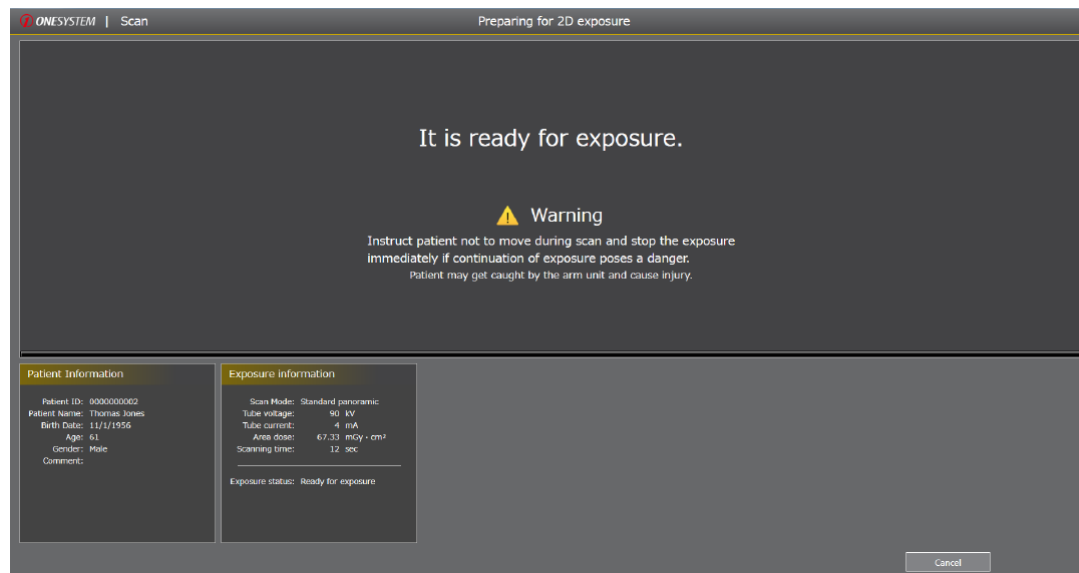 ONESYSTEM | Scan
Preparing for 2D exposure
It is ready for exposure.
Warning
Instruct patient not to move during scan and stop the exposure
immediately if continuation of exposure poses a danger.
Patient may get caught by the arm unit and cause injury.
Patient Information
Patient ID: 0000000002
Patient Name: Thomas Jones
Birth Date: 11/1/1956
Age: 61
Gender: Male
Comment:
Exposure information
Scan Mode: Standard panoramic
Tube voltage: 90 kV
Tube current: 4 mA
Area dose: 67.33 mGy · cm²
Scanning time: 12 sec
Exposure status: Ready for exposure
Cancel